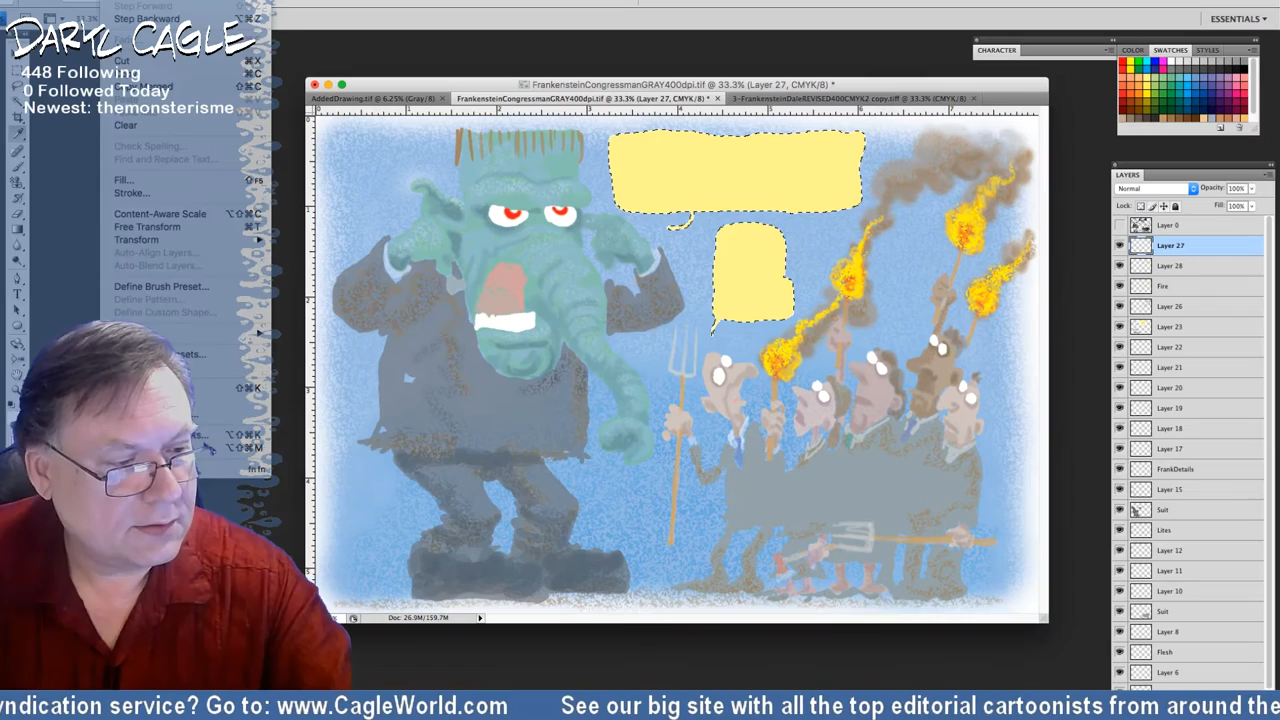 Step Forward
Step Backward ⌥⌘Z
DARYL CAGLE
448 Following
0 Followed Today
Newest: themonsterisme
Cut ⌘X
⌘C
Clear
Check Spelling...
Find and Replace Text...
Fill... ⇧F5
Stroke...
Content-Aware Scale ⌥⇧⌘C
Free Transform ⌘T
Transform
Auto-Align Layers...
Auto-Blend Layers...
Define Brush Preset...
Define Pattern...
Define Custom Shape...
⇧⌘K
⌥⇧⌘K
⌥⇧⌘M
fn fn
33.3%
ESSENTIALS
CHARACTER
COLOR SWATCHES STYLES
FrankensteinCongressmanGRAY400dpi.tif @ 33.3% (Layer 27, CMYK/8) *
AddedDrawing.tif @ 6.25% (Gray/8)
FrankensteinCongressmanGRAY400dpi.tif @ 33.3% (Layer 27, CMYK/8) *
3-FrankensteinDaleREVISED400CMYK2 copy.tiff @ 33.3% (CMYK/8)
LAYERS
Normal Opacity: 100%
Lock: Fill: 100%
Layer 0
Layer 27
Layer 28
Fire
Layer 26
Layer 23
Layer 22
Layer 21
Layer 20
Layer 19
Layer 18
Layer 17
FrankDetails
Layer 15
Suit
Lites
Layer 12
Layer 11
Layer 10
Suit
Layer 8
Flesh
Layer 6
Doc: 26.9M/159.7M
yndication service? Go to: www.CagleWorld.com See our big site with all the top editorial cartoonists from around the